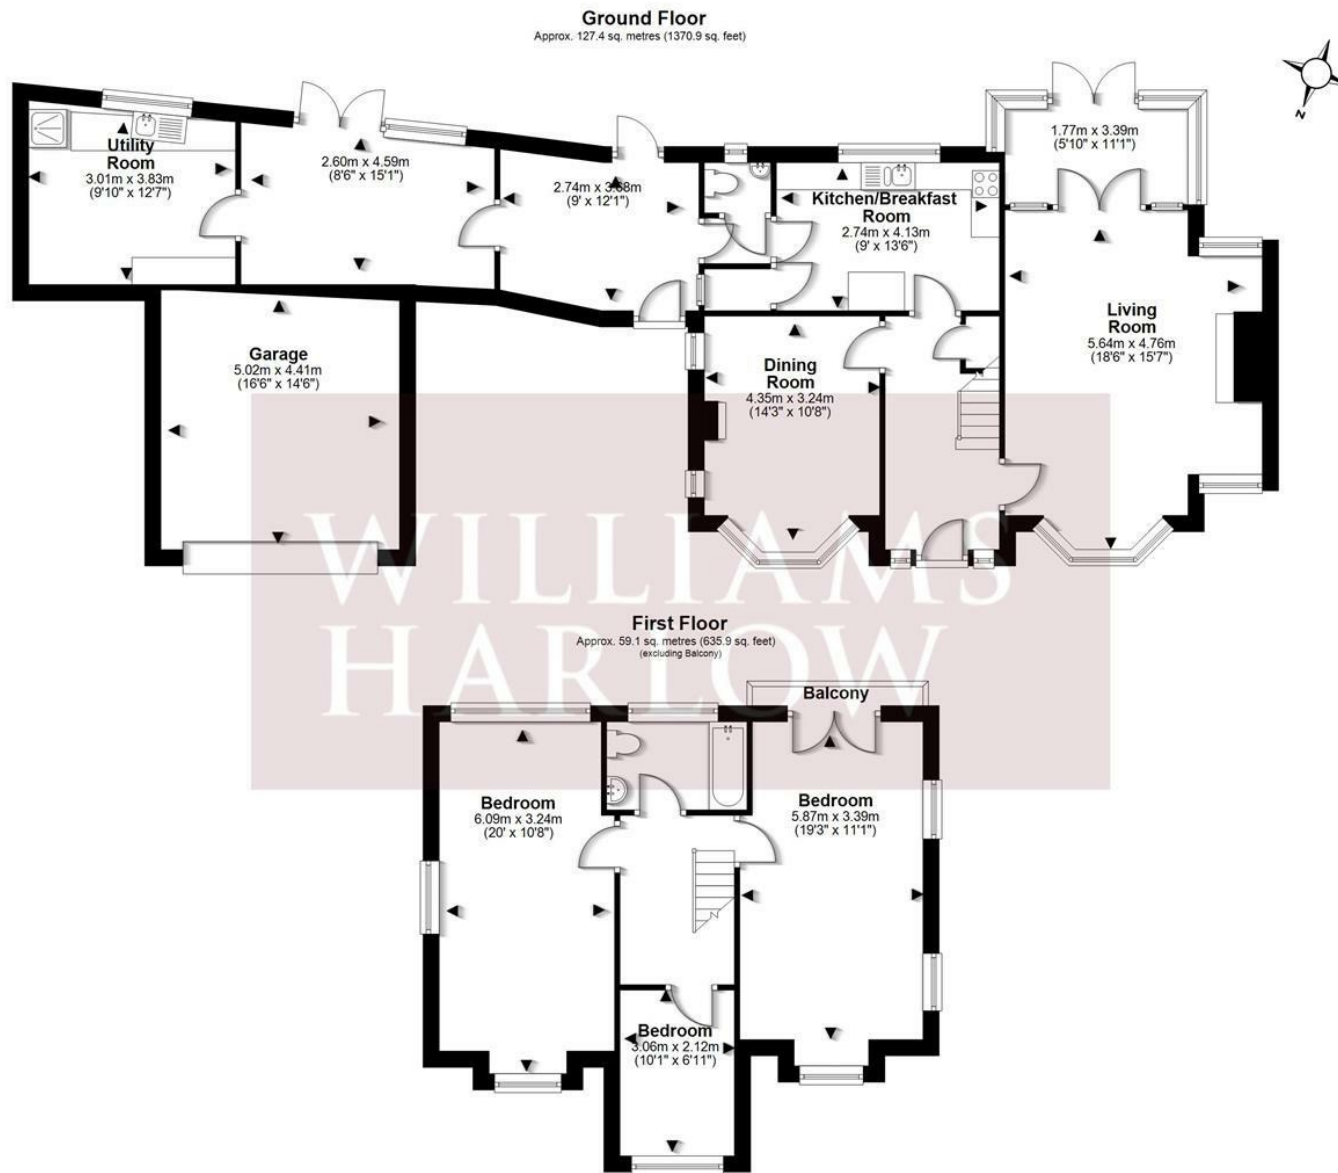 Ground Floor
Approx. 127.4 sq. metres (1370.9 sq. feet)
N
Utility
Room
3.01m x 3.83m
(9'10" x 12'7")
2.60m x 4.59m
(8'6" x 15'1")
2.74m x 3.68m
(9' x 12'1")
Kitchen/Breakfast
Room
2.74m x 4.13m
(9' x 13'6")
1.77m x 3.39m
(5'10" x 11'1")
Garage
5.02m x 4.41m
(16'6" x 14'6")
Dining
Room
4.35m x 3.24m
(14'3" x 10'8")
Living
Room
5.64m x 4.76m
(18'6" x 15'7")
WILLIAMS
HARLOW
First Floor
Approx. 59.1 sq. metres (635.9 sq. feet)
(excluding Balcony)
Balcony
Bedroom
6.09m x 3.24m
(20' x 10'8")
Bedroom
5.87m x 3.39m
(19'3" x 11'1")
Bedroom
3.06m x 2.12m
(10'1" x 6'11")